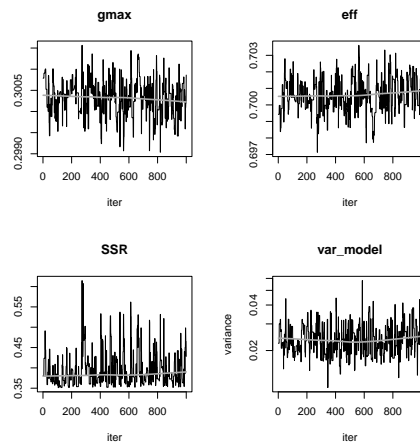 gmax
eff
0.2990 0.3005
0.697 0.700 0.703
0 200 400 600 800
0 200 400 600 800
iter
iter
SSR
var_model
0.35 0.45 0.55
variance
0.02 0.04
0 200 400 600 800
0 200 400 600 800
iter
iter